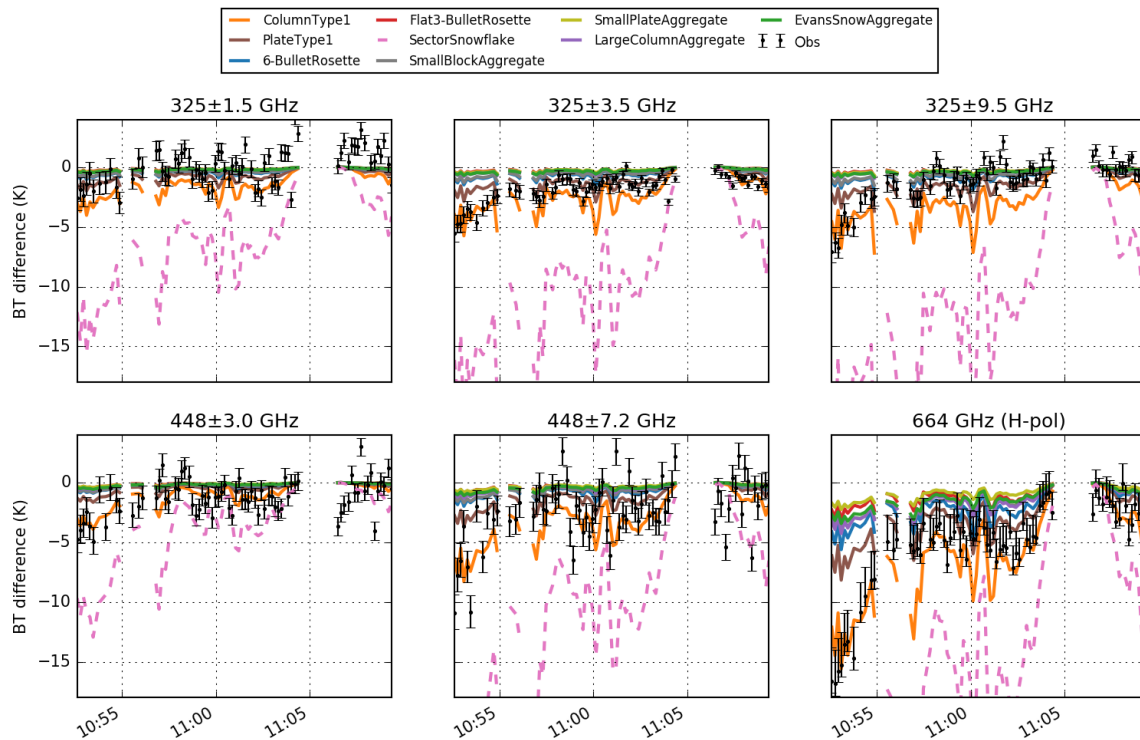 ColumnType1 Flat3-BulletRosette SmallPlateAggregate EvansSnowAggregate
PlateType1 SectorSnowflake LargeColumnAggregate Obs
6-BulletRosette SmallBlockAggregate
325±1.5 GHz 325±3.5 GHz 325±9.5 GHz
BT difference (K)
0
−5
−10
−15
448±3.0 GHz 448±7.2 GHz 664 GHz (H-pol)
BT difference (K)
0
−5
−10
−15
10:55 11:00 11:05 10:55 11:00 11:05 10:55 11:00 11:05